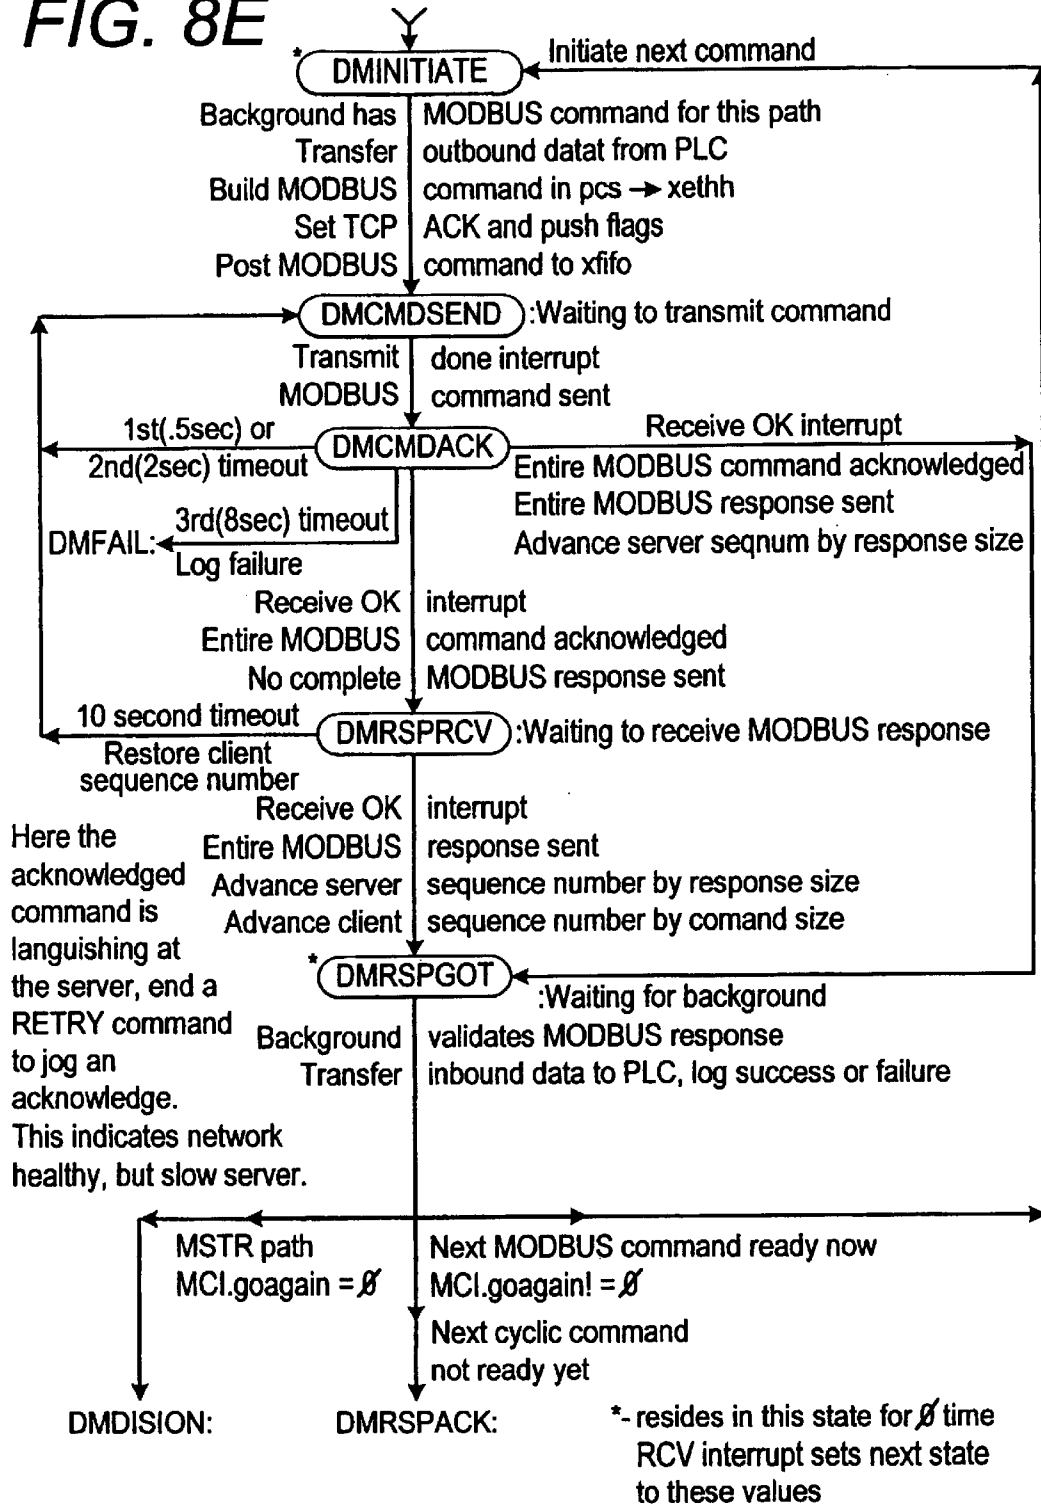 FIG. 8E
Initiate next command
* DMINITIATE
Background has MODBUS command for this path
Transfer outbound datat from PLC
Build MODBUS command in pcs → xethh
Set TCP ACK and push flags
Post MODBUS command to xfifo
DMCMDSEND :Waiting to transmit command
Transmit done interrupt
MODBUS command sent
1st(.5sec) or
2nd(2sec) timeout
DMCMDACK
Receive OK interrupt
Entire MODBUS command acknowledged
Entire MODBUS response sent
Advance server seqnum by response size
3rd(8sec) timeout
DMFAIL:
Log failure
Receive OK interrupt
Entire MODBUS command acknowledged
No complete MODBUS response sent
10 second timeout
DMRSPRCV :Waiting to receive MODBUS response
Restore client
sequence number
Receive OK interrupt
Entire MODBUS response sent
Advance server sequence number by response size
Advance client sequence number by comand size
Here the
acknowledged
command is
languishing at
the server, end a
RETRY command
to jog an
acknowledge.
This indicates network
healthy, but slow server.
* DMRSPGOT
:Waiting for background
Background validates MODBUS response
Transfer inbound data to PLC, log success or failure
MSTR path
MCI.goagain = Ø
Next MODBUS command ready now
MCI.goagain! = Ø
Next cyclic command
not ready yet
DMDISION:
DMRSPACK:
*- resides in this state for Ø time
RCV interrupt sets next state
to these values